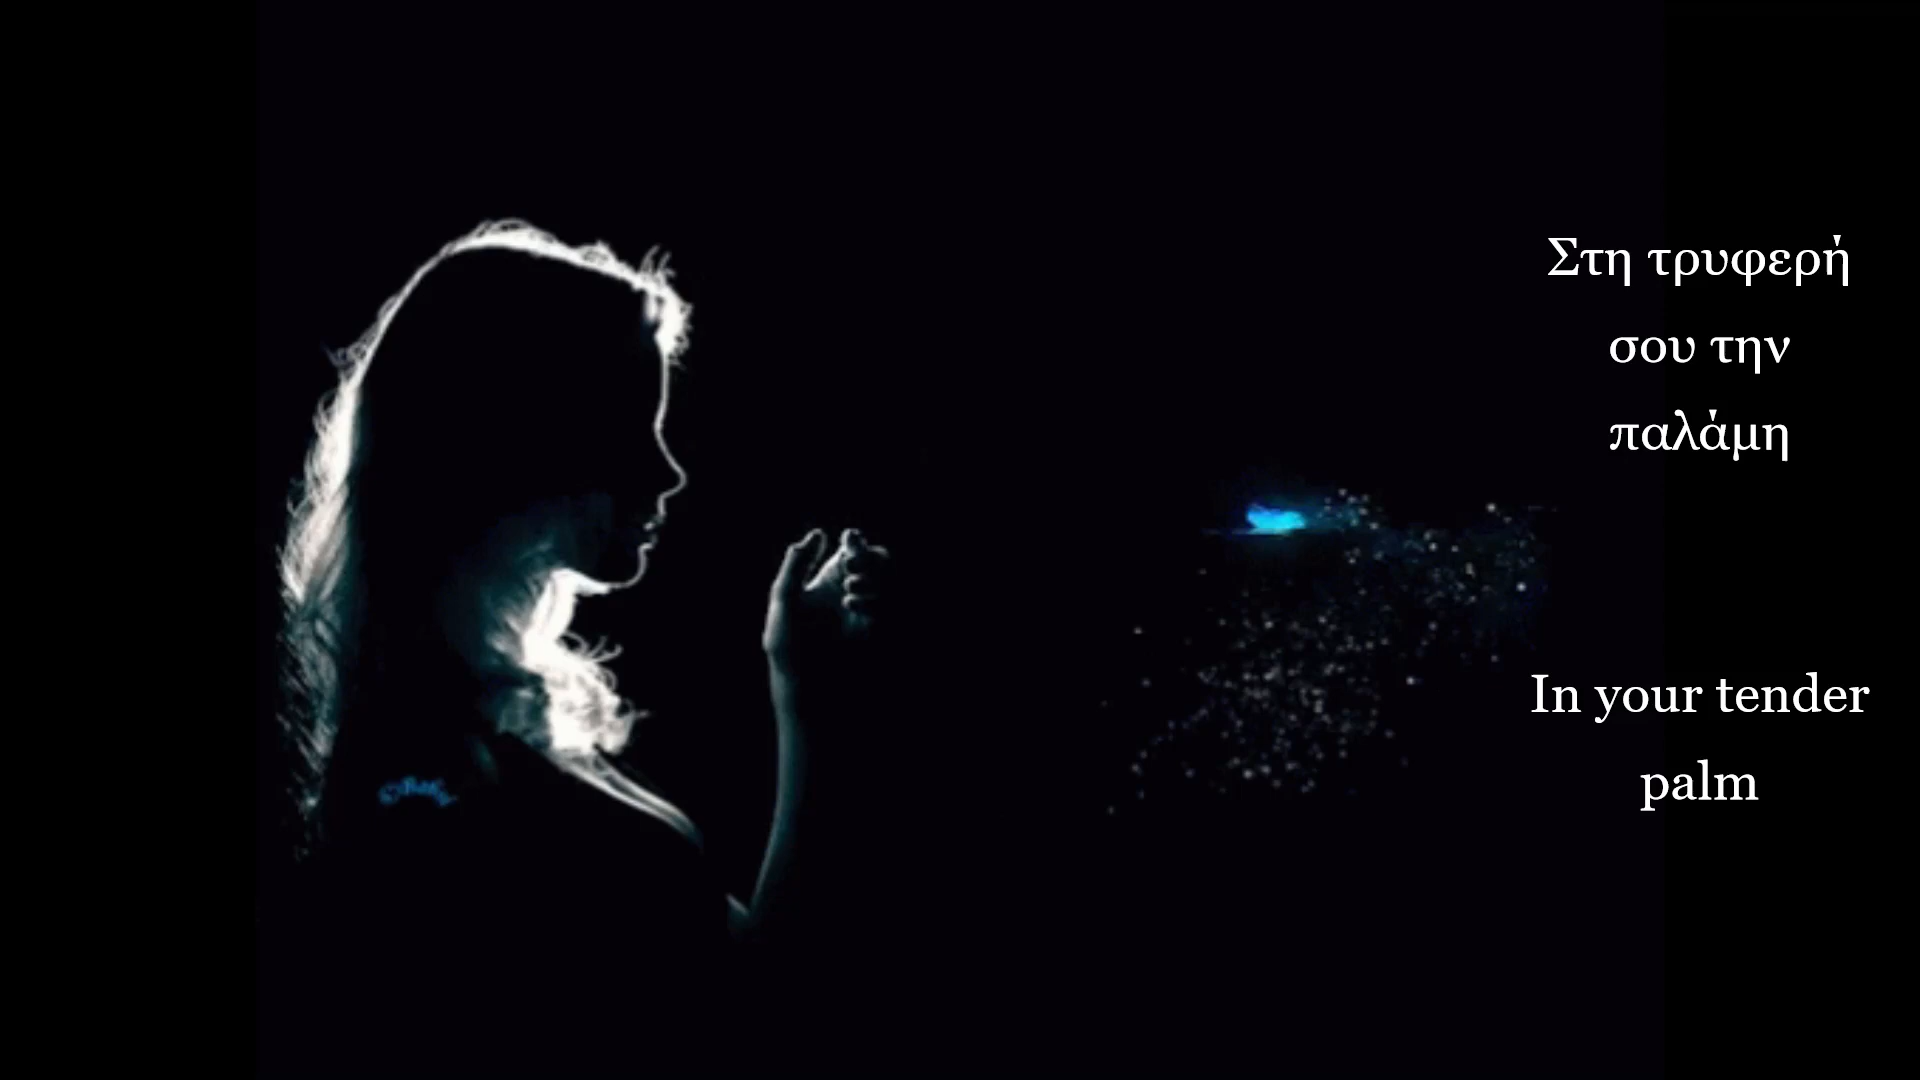 Στη τρυφερή
σου την
παλάμη
In your tender
palm